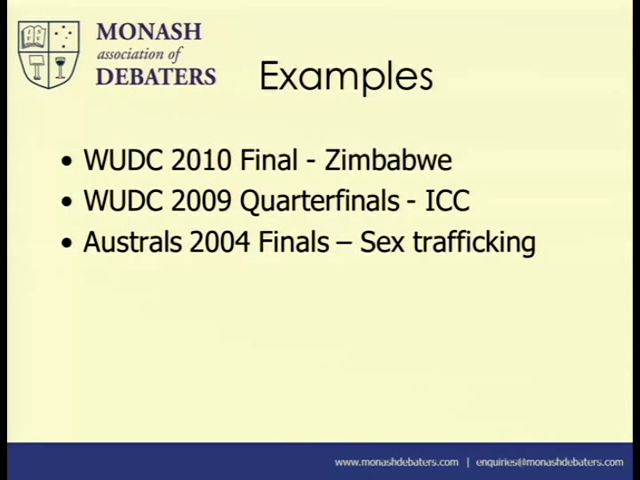 MONASH
association of
DEBATERS
Examples
• WUDC 2010 Final - Zimbabwe
• WUDC 2009 Quarterfinals - ICC
• Australs 2004 Finals – Sex trafficking
www.monashdebaters.com | enquiries@monashdebaters.com